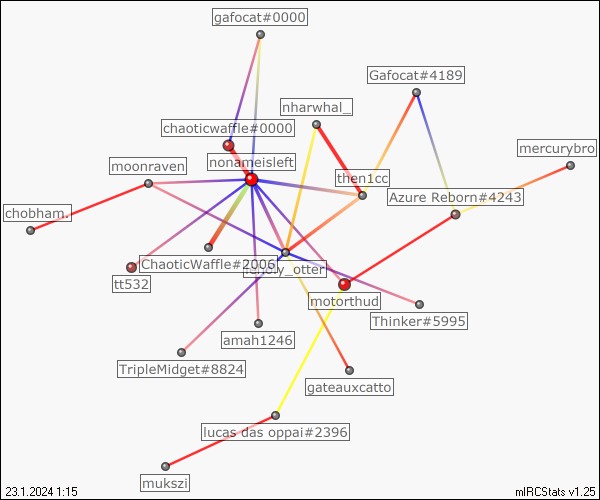 gafocat#0000
Gafocat#4189
nharwhal_
chaoticwaffle#0000
mercurybro
nonameisleft
moonraven
then1cc
Azure Reborn#4243
chobham.
ChaoticWaffle#2006
tt532
motorthud
Thinker#5995
amah1246
TripleMidget#8824
gateauxcatto
lucas das oppai#2396
mukszi
23.1.2024 1:15
mIRCStats v1.25